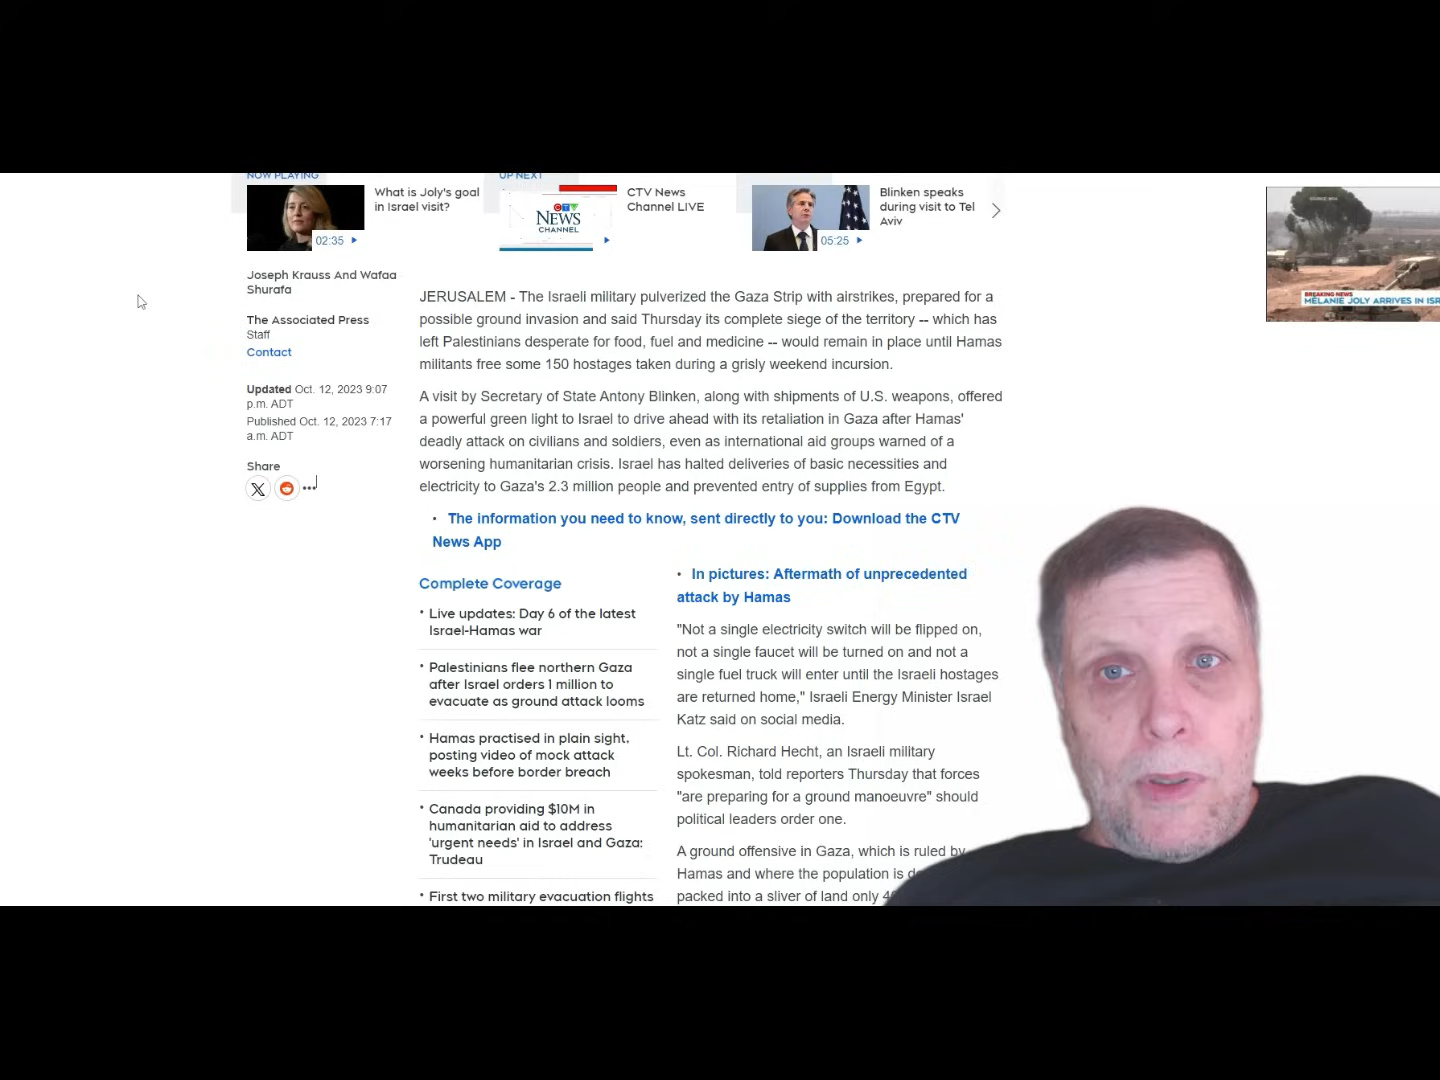 NOW PLAYING
What is Joly's goal
in Israel visit?
02:35
UP NEXT
CTV
NEWS
CHANNEL
CTV News
Channel LIVE
05:25
Blinken speaks
during visit to Tel
Aviv
BREAKING NEWS
MÉLANIE JOLY ARRIVES IN ISR
Joseph Krauss And Wafaa
Shurafa
The Associated Press
Staff
Contact
Updated Oct. 12, 2023 9:07
p.m. ADT
Published Oct. 12, 2023 7:17
a.m. ADT
Share
JERUSALEM - The Israeli military pulverized the Gaza Strip with airstrikes, prepared for a
possible ground invasion and said Thursday its complete siege of the territory -- which has
left Palestinians desperate for food, fuel and medicine -- would remain in place until Hamas
militants free some 150 hostages taken during a grisly weekend incursion.
A visit by Secretary of State Antony Blinken, along with shipments of U.S. weapons, offered
a powerful green light to Israel to drive ahead with its retaliation in Gaza after Hamas'
deadly attack on civilians and soldiers, even as international aid groups warned of a
worsening humanitarian crisis. Israel has halted deliveries of basic necessities and
electricity to Gaza's 2.3 million people and prevented entry of supplies from Egypt.
• The information you need to know, sent directly to you: Download the CTV
News App
Complete Coverage
• Live updates: Day 6 of the latest
Israel-Hamas war
• Palestinians flee northern Gaza
after Israel orders 1 million to
evacuate as ground attack looms
• Hamas practised in plain sight,
posting video of mock attack
weeks before border breach
• Canada providing $10M in
humanitarian aid to address
'urgent needs' in Israel and Gaza:
Trudeau
• First two military evacuation flights
• In pictures: Aftermath of unprecedented
attack by Hamas
"Not a single electricity switch will be flipped on,
not a single faucet will be turned on and not a
single fuel truck will enter until the Israeli hostages
are returned home," Israeli Energy Minister Israel
Katz said on social media.
Lt. Col. Richard Hecht, an Israeli military
spokesman, told reporters Thursday that forces
"are preparing for a ground manoeuvre" should
political leaders order one.
A ground offensive in Gaza, which is ruled by
Hamas and where the population is
packed into a sliver of land only